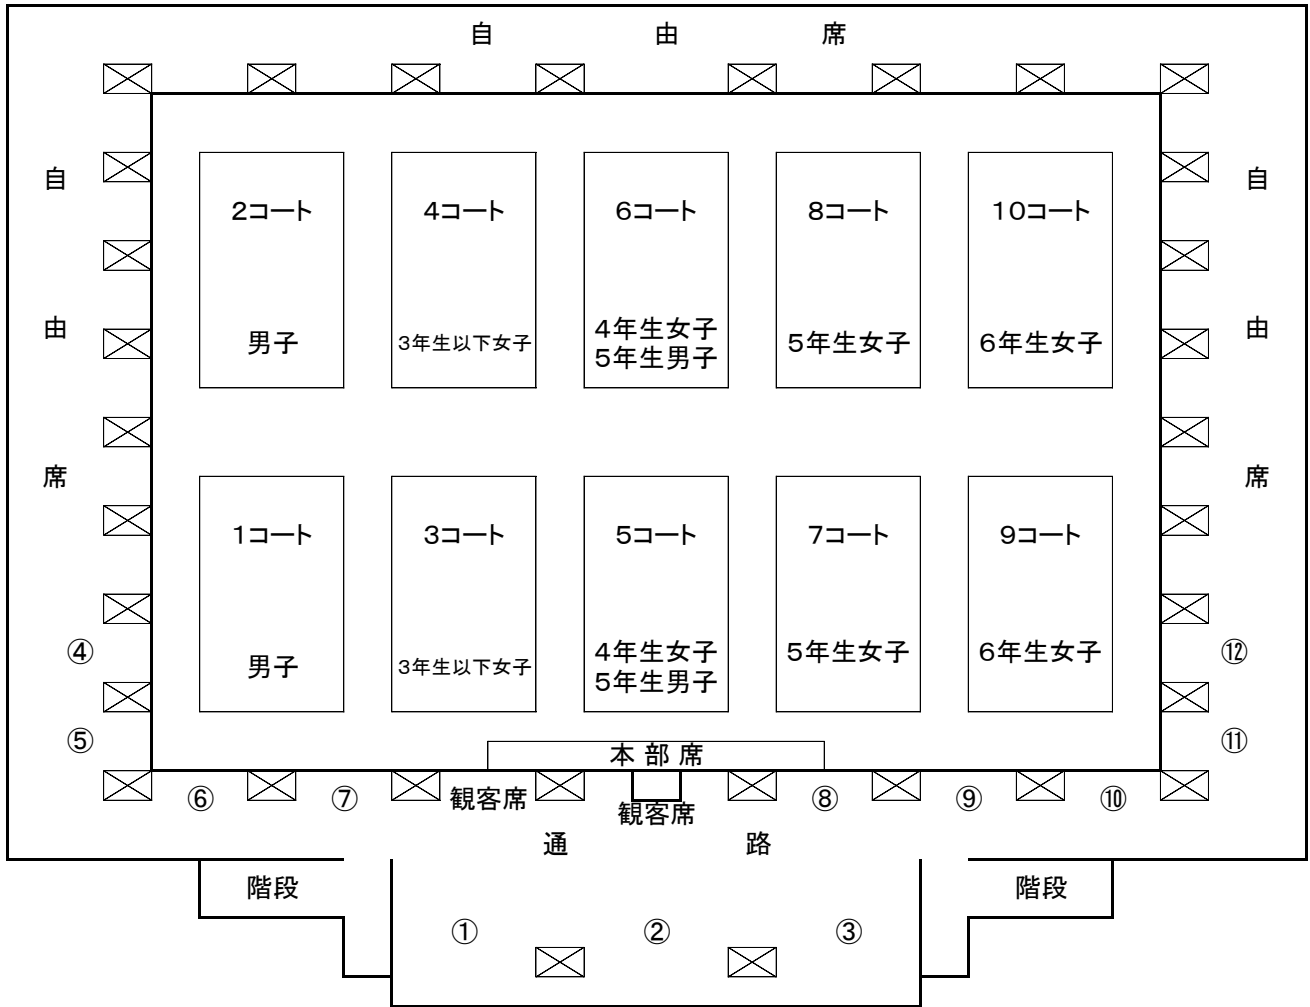 自由席
自由席
自由席
2コート
4コート
6コート
8コート
10コート
男子
3年生以下女子
4年生女子
5年生男子
5年生女子
6年生女子
1コート
3コート
5コート
7コート
9コート
男子
3年生以下女子
4年生女子
5年生男子
5年生女子
6年生女子
④
⑫
⑤
⑪
本部席
⑥
⑦
観客席
観客席
⑧
⑨
⑩
通路
階段
階段
①
②
③